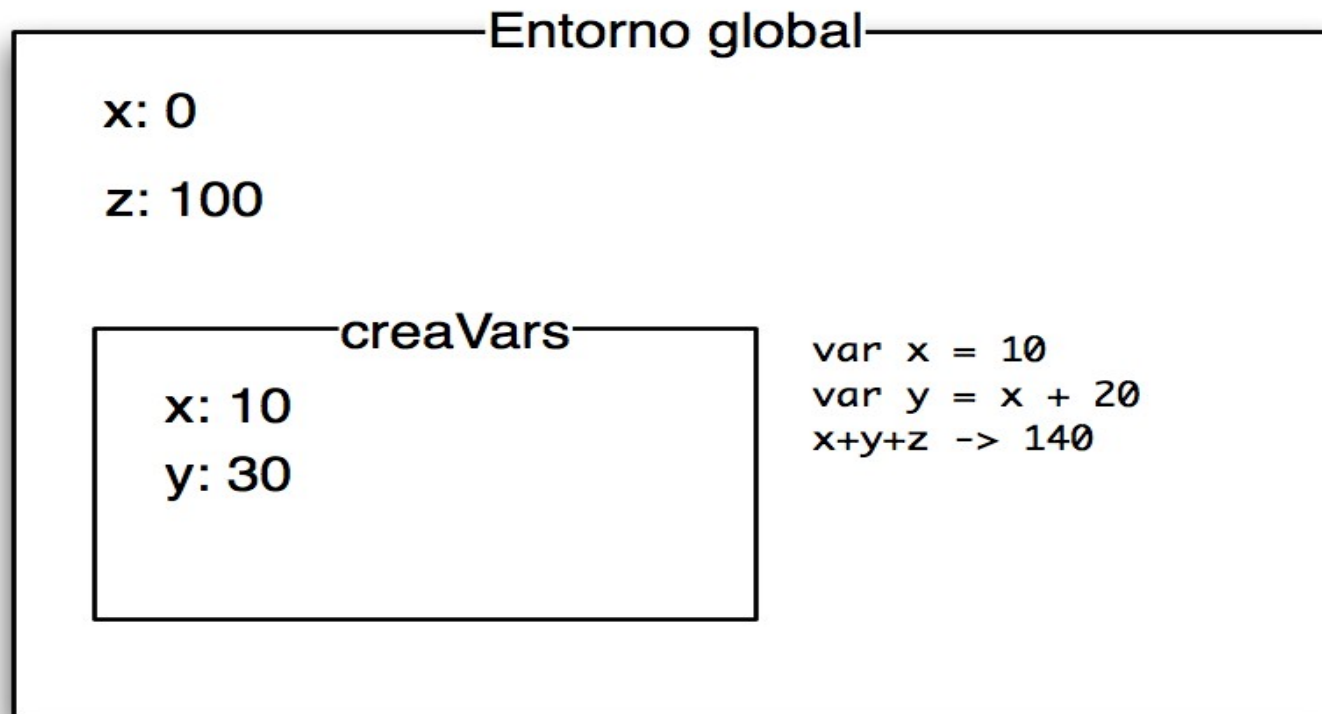 Entorno global
x: 0
z: 100
creaVars
x: 10
y: 30
var x = 10
var y = x + 20
x+y+z -> 140